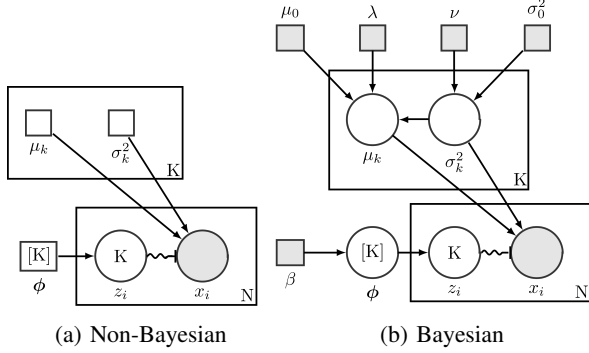 μ₀ λ ν σ₀²
μₖ σₖ² K
μₖ σₖ² K
[K] K
ϕ zᵢ xᵢ N
[K] K
β ϕ zᵢ xᵢ N
(a) Non-Bayesian (b) Bayesian